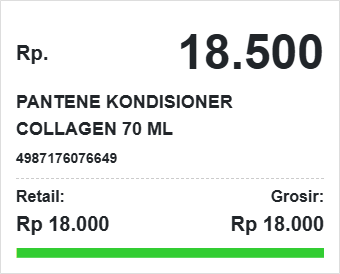 Rp. 18.500
PANTENE KONDISIONER
COLLAGEN 70 ML
4987176076649
Retail: Grosir:
Rp 18.000 Rp 18.000